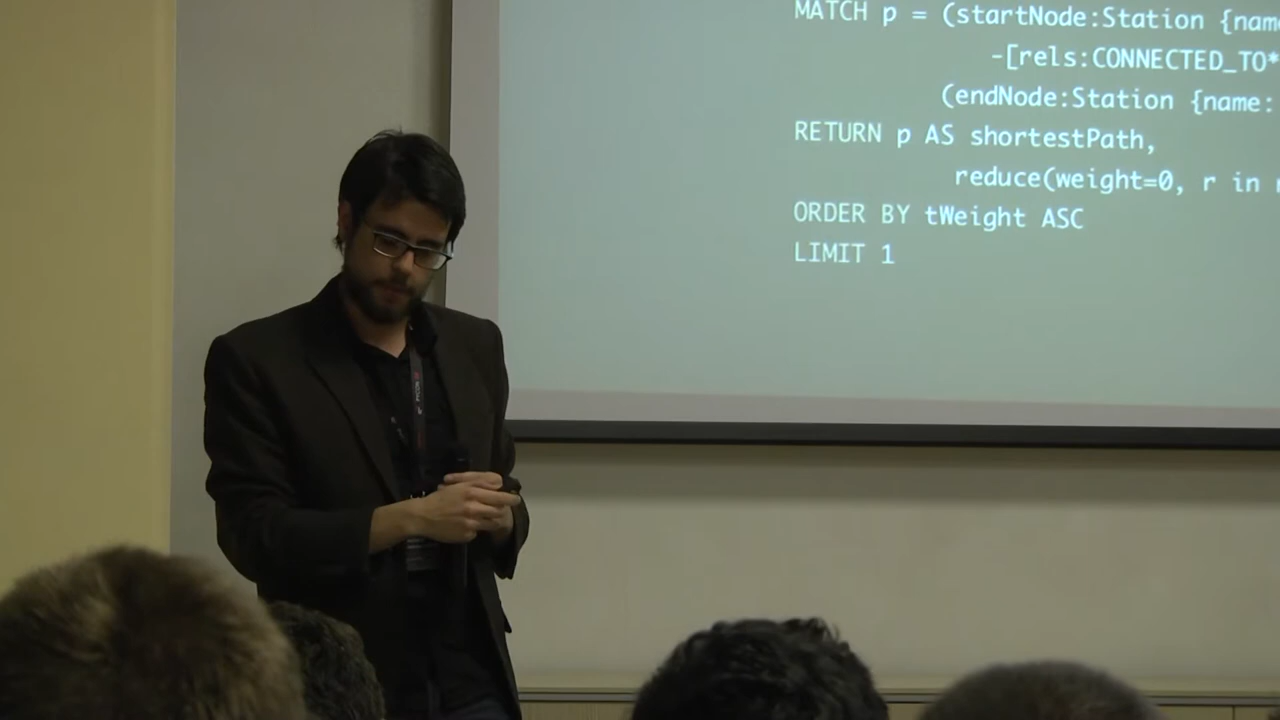 MATCH p = (startNode:Station {nam
-[rels:CONNECTED_TO*
(endNode:Station {name:
RETURN p AS shortestPath,
reduce(weight=0, r in r
ORDER BY tWeight ASC
LIMIT 1